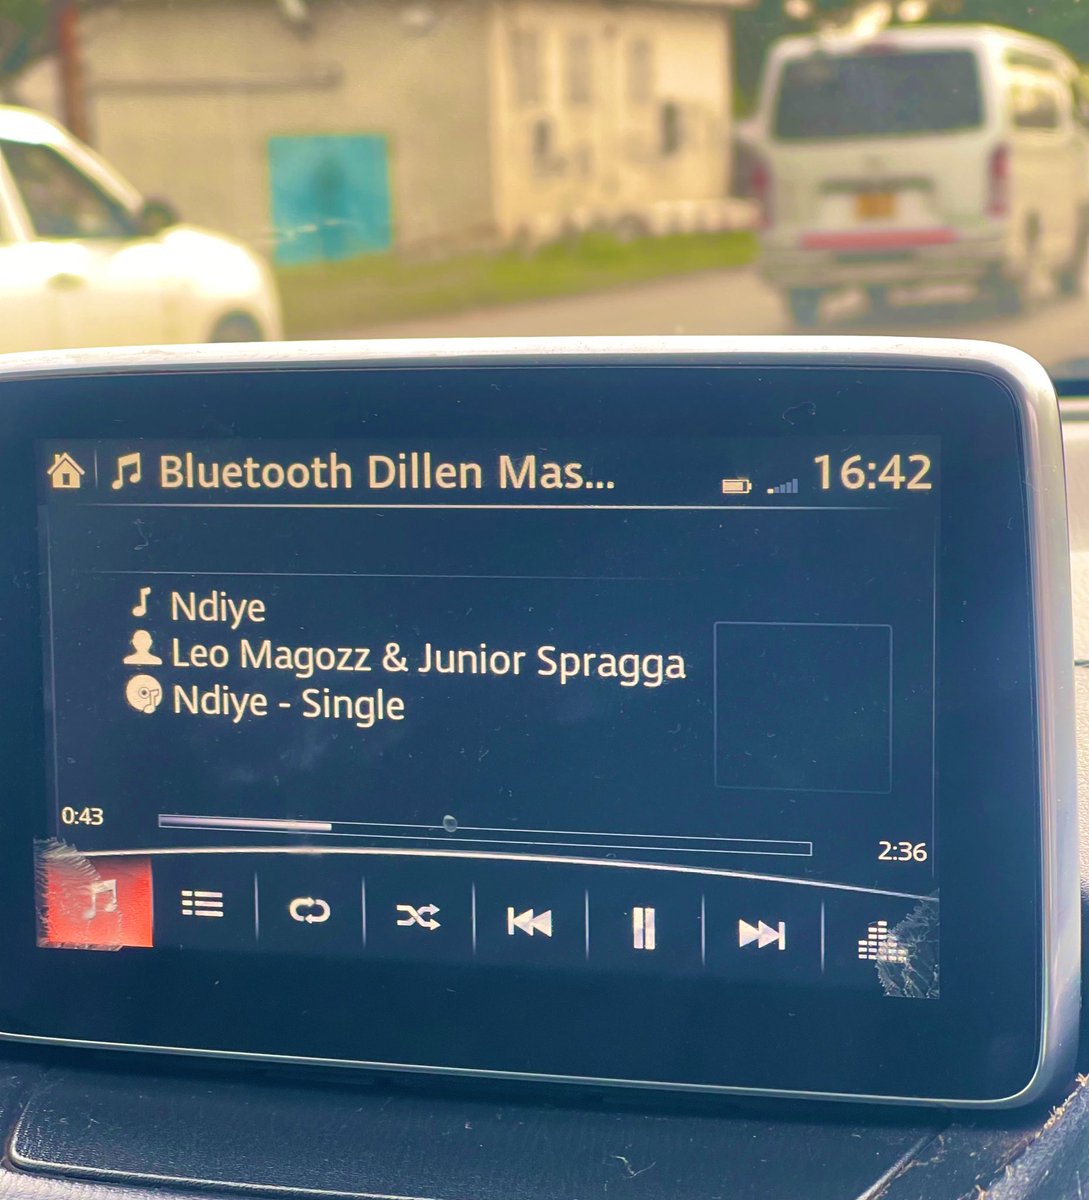 Bluetooth Dillen Mas... 16:42
Ndiye
Leo Magozz & Junior Spragga
Ndiye - Single
0:43
2:36